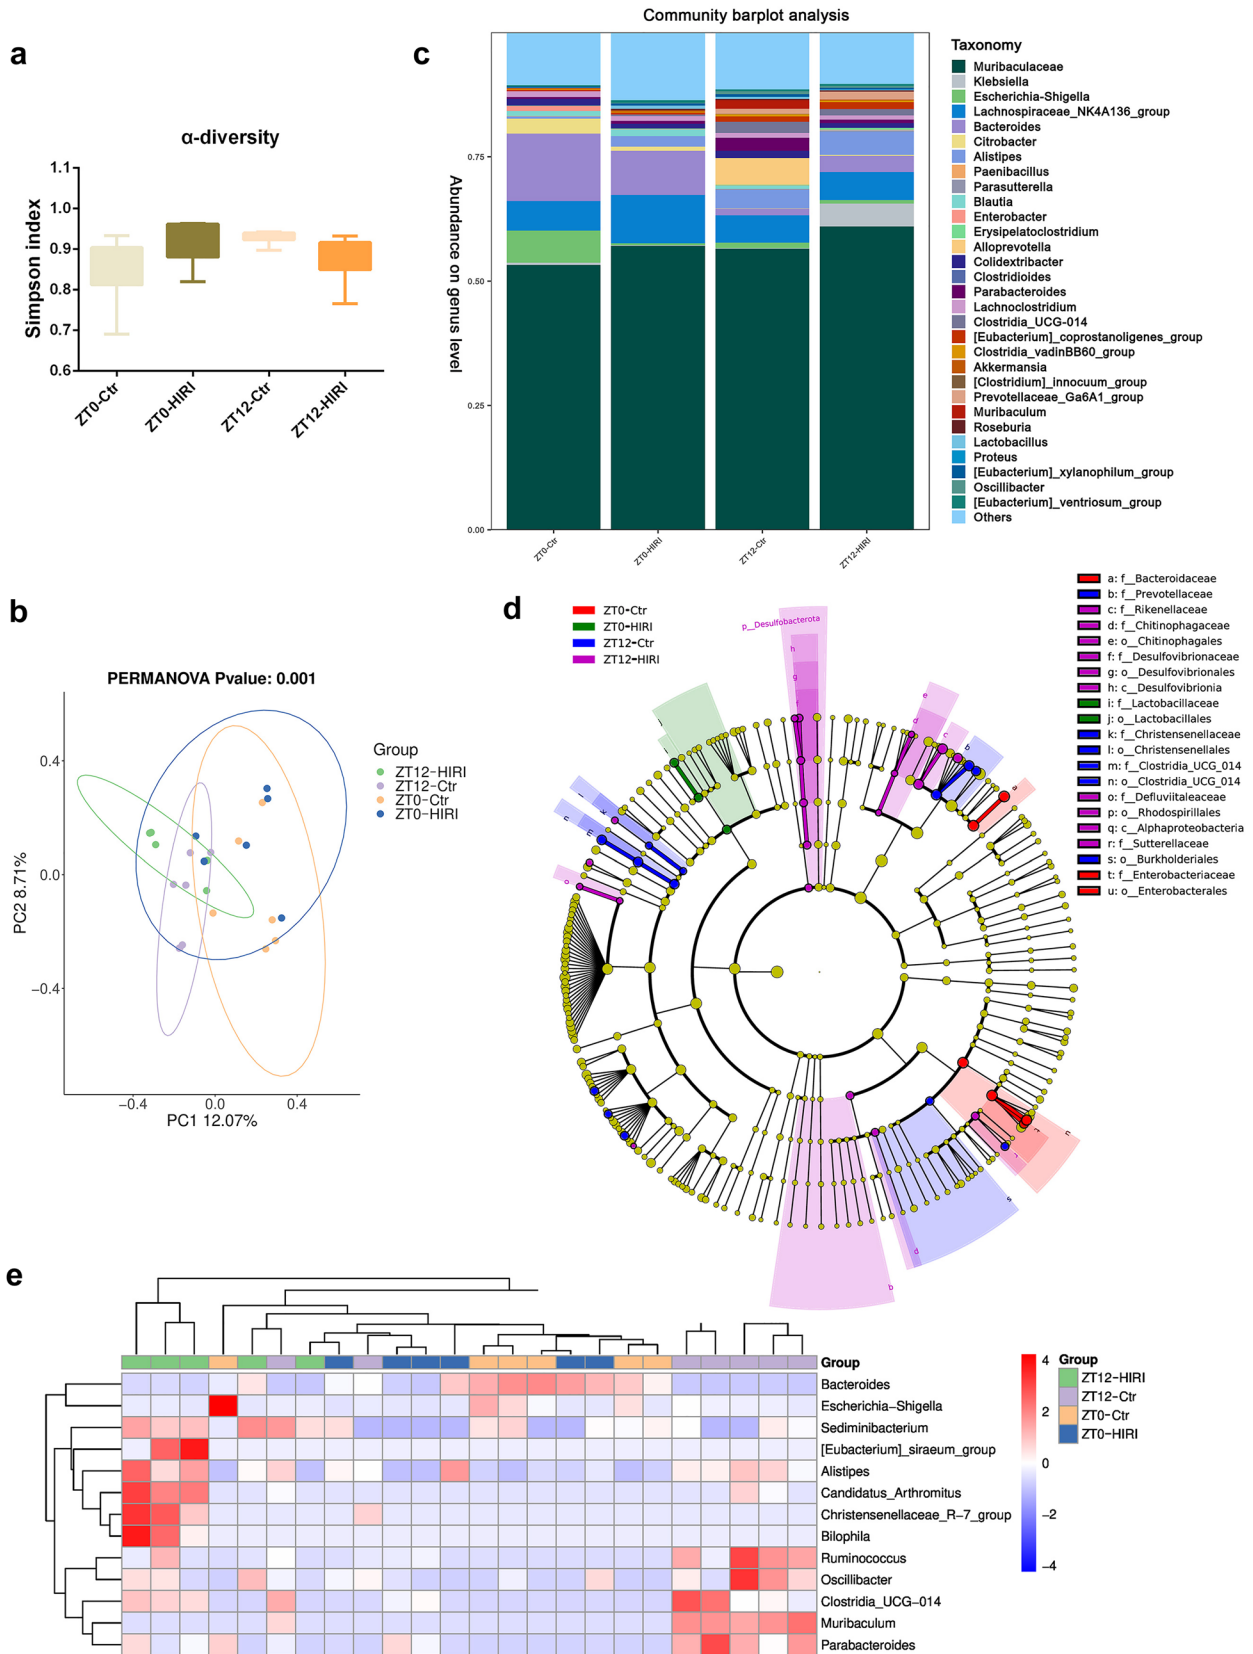 a
α-diversity
Simpson index
1.1
1.0
0.9
0.8
0.7
0.6
ZT0-Ctr
ZT0-HIRI
ZT12-Ctr
ZT12-HIRI
c
Community barplot analysis
Abundance on genus level
0.75
0.50
0.25
0.00
ZT0-Ctr
ZT0-HIRI
ZT12-Ctr
ZT12-HIRI
Taxonomy
Muribaculaceae
Klebsiella
Escherichia-Shigella
Lachnospiraceae_NK4A136_group
Bacteroides
Citrobacter
Alistipes
Paenibacillus
Parasutterella
Blautia
Enterobacter
Erysipelatoclostridium
Alloprevotella
Colidextribacter
Clostridioides
Parabacteroides
Lachnoclostridium
Clostridia_UCG-014
[Eubacterium]_coprostanoligenes_group
Clostridia_vadinBB60_group
Akkermansia
[Clostridium]_innocuum_group
Prevotellaceae_Ga6A1_group
Muribaculum
Roseburia
Lactobacillus
Proteus
[Eubacterium]_xylanophilum_group
Oscillibacter
[Eubacterium]_ventriosum_group
Others
b
PERMANOVA Pvalue: 0.001
PC2 8.71%
0.4
0.0
−0.4
−0.4
0.0
0.4
PC1 12.07%
Group
ZT12−HIRI
ZT12−Ctr
ZT0−Ctr
ZT0−HIRI
d
ZT0-Ctr
ZT0-HIRI
ZT12-Ctr
ZT12-HIRI
p__Desulfobacterota
h
g
e
d
c
b
a
j
i
l
k
n
m
o
u
t
r
s
p
q
a: f__Bacteroidaceae
b: f__Prevotellaceae
c: f__Rikenellaceae
d: f__Chitinophagaceae
e: o__Chitinophagales
f: f__Desulfovibrionaceae
g: o__Desulfovibrionales
h: c__Desulfovibrionia
i: f__Lactobacillaceae
j: o__Lactobacillales
k: f__Christensenellaceae
l: o__Christensenellales
m: f__Clostridia_UCG_014
n: o__Clostridia_UCG_014
o: f__Defluviitaleaceae
p: o__Rhodospirillales
q: c__Alphaproteobacteria
r: f__Sutterellaceae
s: o__Burkholderiales
t: f__Enterobacteriaceae
u: o__Enterobacterales
e
Group
Bacteroides
Escherichia−Shigella
Sediminibacterium
[Eubacterium]_siraeum_group
Alistipes
Candidatus_Arthromitus
Christensenellaceae_R−7_group
Bilophila
Ruminococcus
Oscillibacter
Clostridia_UCG−014
Muribaculum
Parabacteroides
4
2
0
−2
−4
Group
ZT12−HIRI
ZT12−Ctr
ZT0−Ctr
ZT0−HIRI